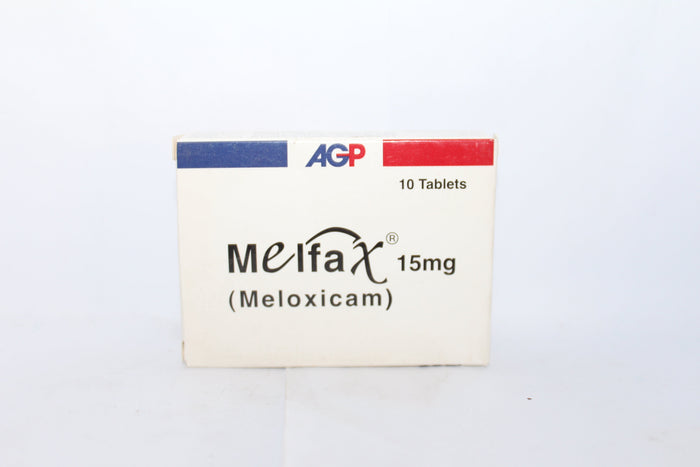 AGP
10 Tablets
Melfax® 15mg
(Meloxicam)